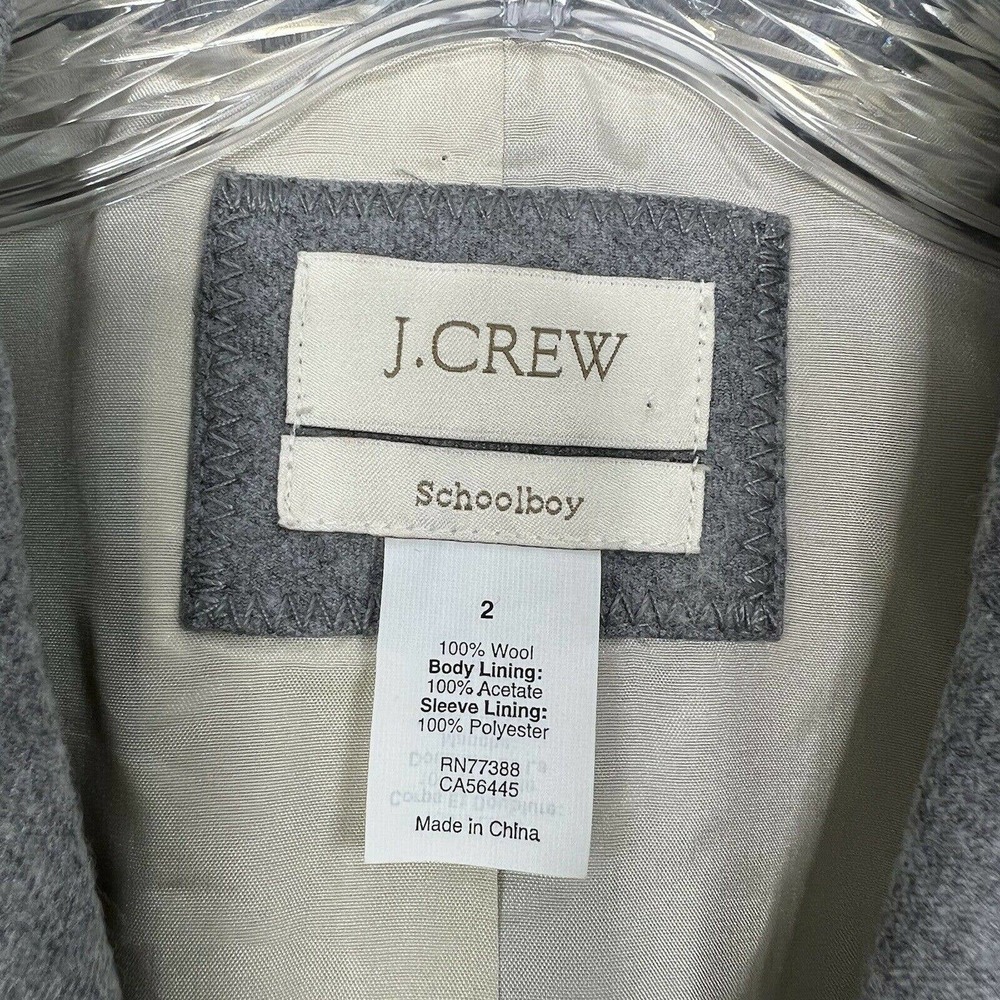 J.CREW
Schoolboy
2
100% Wool
Body Lining:
100% Acetate
Sleeve Lining:
100% Polyester
RN77388
CA56445
Made in China